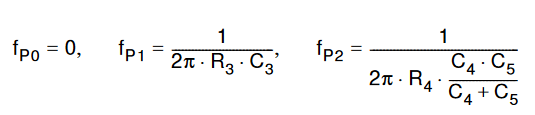 f_P0 = 0, f_P1 = 1 / (2π · R_3 · C_3), f_P2 = 1 / (2π · R_4 · (C_4 · C_5) / (C_4 + C_5))